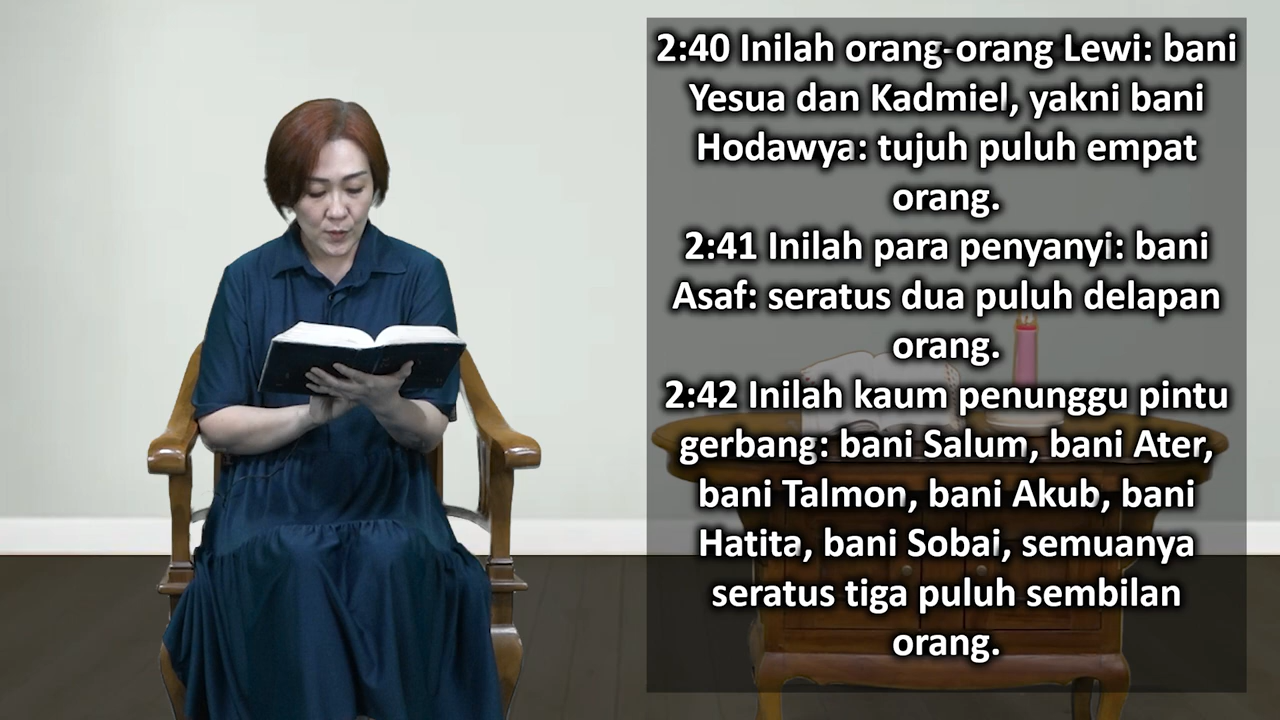 2:40 Inilah orang-orang Lewi: bani
Yesua dan Kadmiel, yakni bani
Hodawya: tujuh puluh empat
orang.
2:41 Inilah para penyanyi: bani
Asaf: seratus dua puluh delapan
orang.
2:42 Inilah kaum penunggu pintu
gerbang: bani Salum, bani Ater,
bani Talmon, bani Akub, bani
Hatita, bani Sobai, semuanya
seratus tiga puluh sembilan
orang.